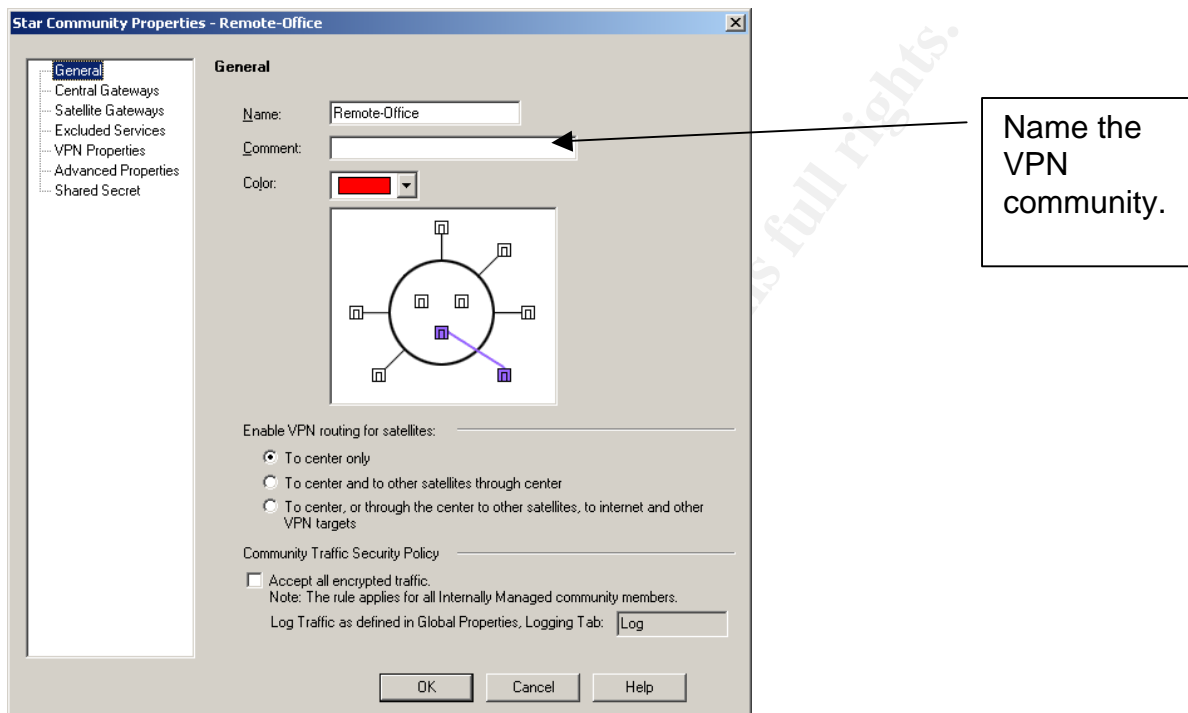 Star Community Properties - Remote-Office
General
Central Gateways
Satellite Gateways
Excluded Services
VPN Properties
Advanced Properties
Shared Secret
General
Name: Remote-Office
Comment:
Color:
Enable VPN routing for satellites:
To center only
To center and to other satellites through center
To center, or through the center to other satellites, to internet and other
VPN targets
Community Traffic Security Policy
Accept all encrypted traffic.
Note: The rule applies for all Internally Managed community members.
Log Traffic as defined in Global Properties, Logging Tab: Log
OK Cancel Help
Name the
VPN
community.
full rights.